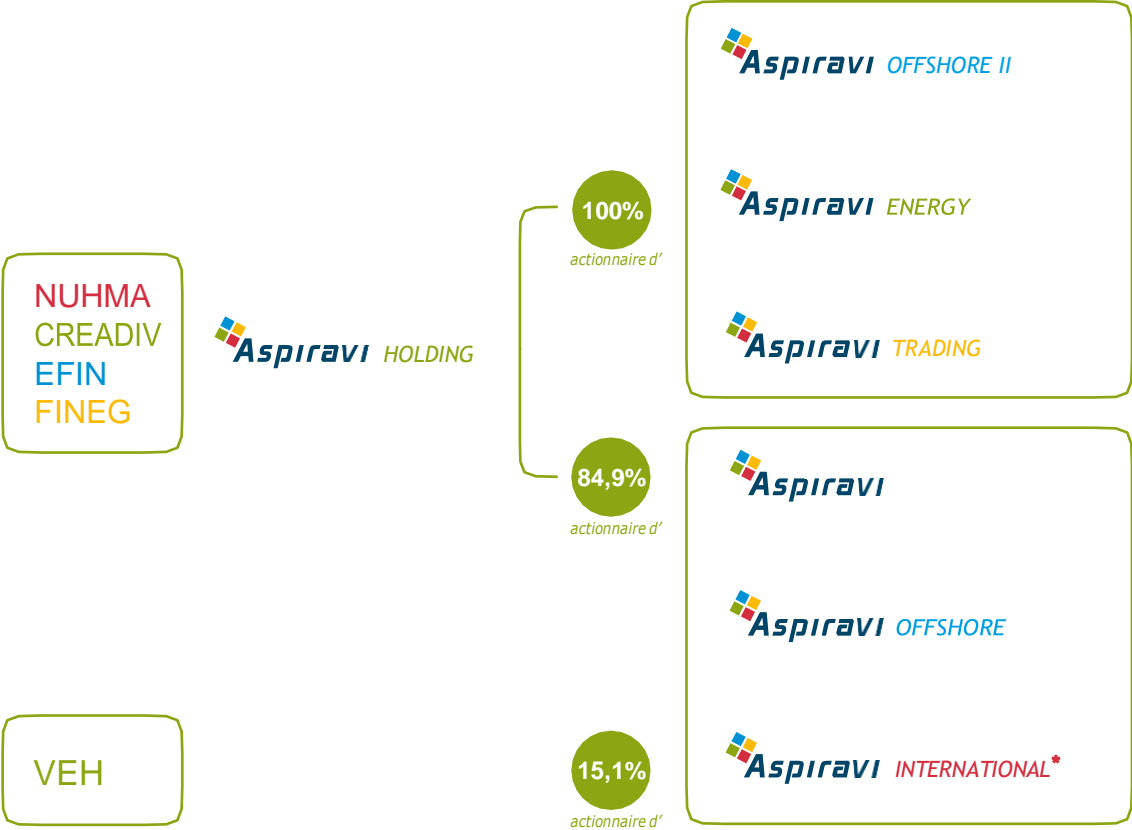 NUHMA
CREADIV
EFIN
FINEG
Aspiravi HOLDING
100%
actionnaire d’
Aspiravi OFFSHORE II
Aspiravi ENERGY
Aspiravi TRADING
84,9%
actionnaire d’
Aspiravi
Aspiravi OFFSHORE
Aspiravi INTERNATIONAL*
VEH
15,1%
actionnaire d’